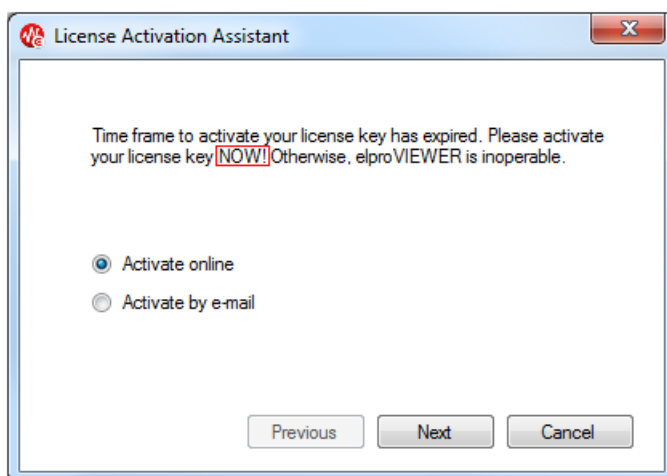 License Activation Assistant
Time frame to activate your license key has expired. Please activate
your license key NOW! Otherwise, elproVIEWER is inoperable.
Activate online
Activate by e-mail
Previous Next Cancel